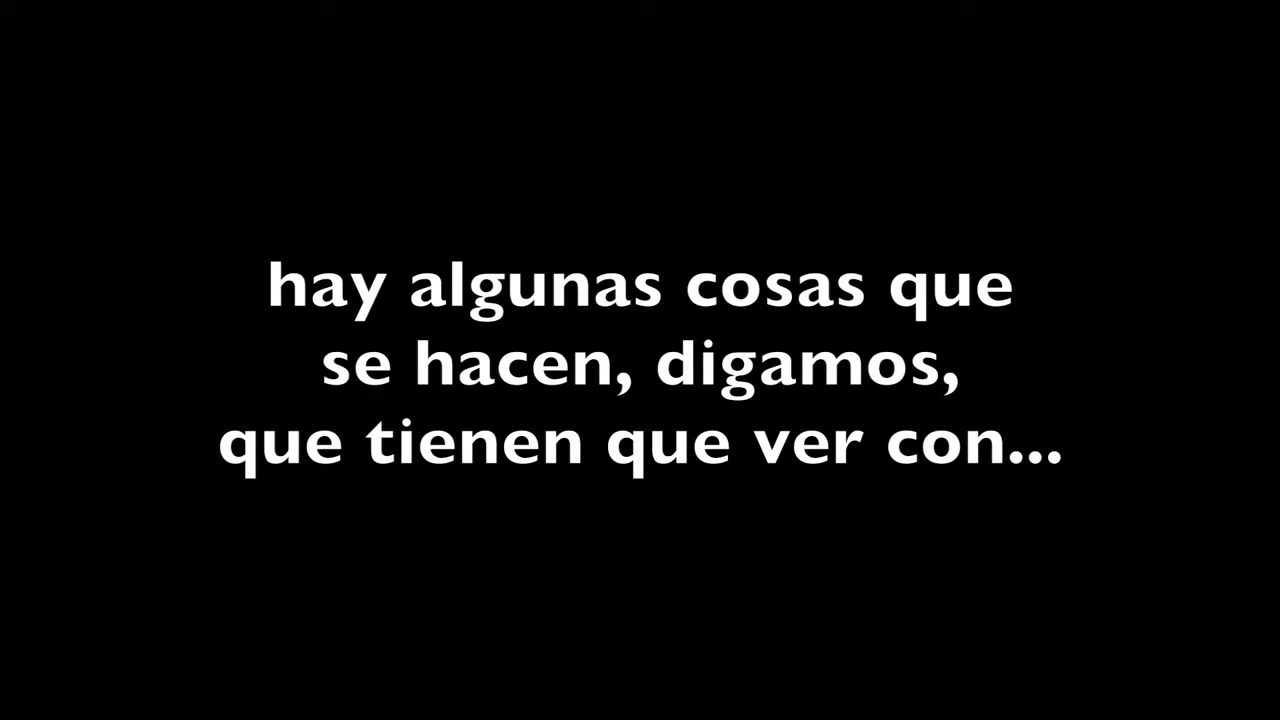 hay algunas cosas que
se hacen, digamos,
que tienen que ver con...